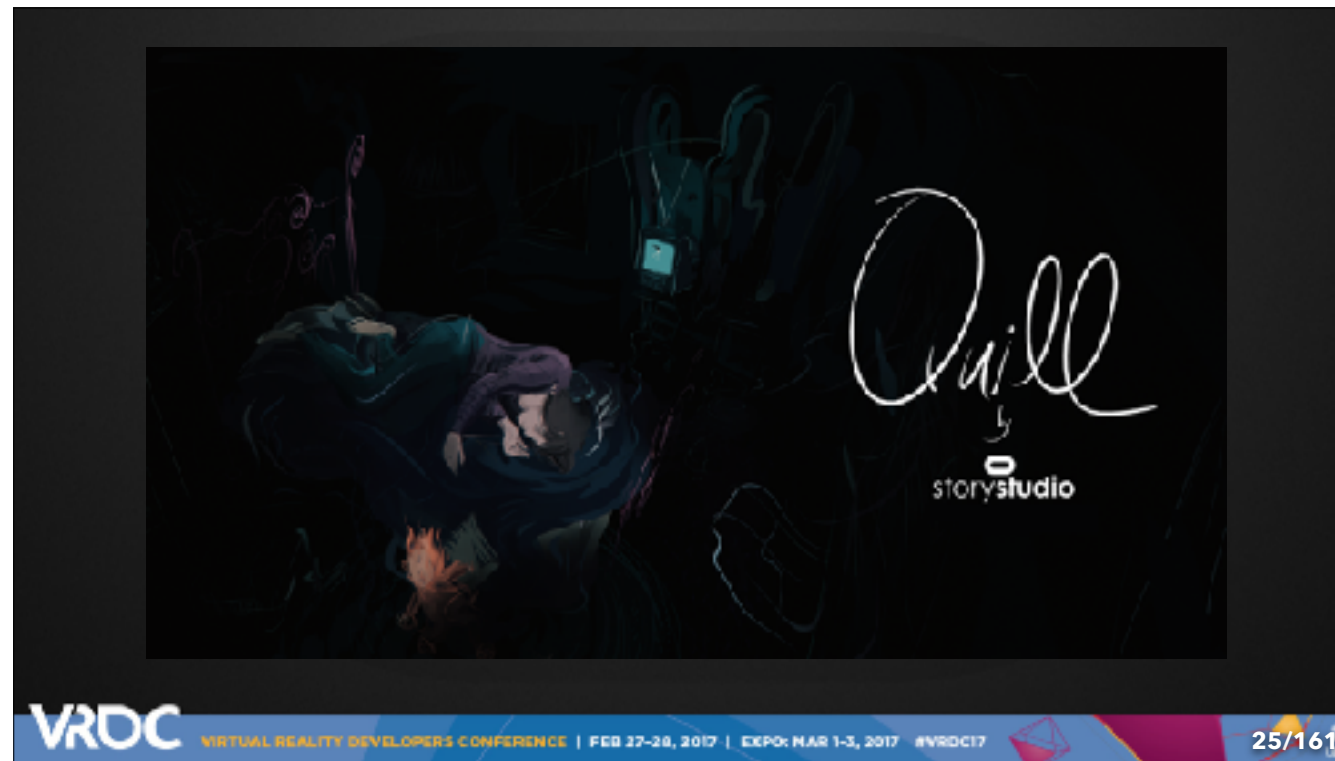 Quill
by
storystudio
VRDC
VIRTUAL REALITY DEVELOPERS CONFERENCE | FEB 27-28, 2017 | EXPO: MAR 1-3, 2017 #VRDC17
25/161